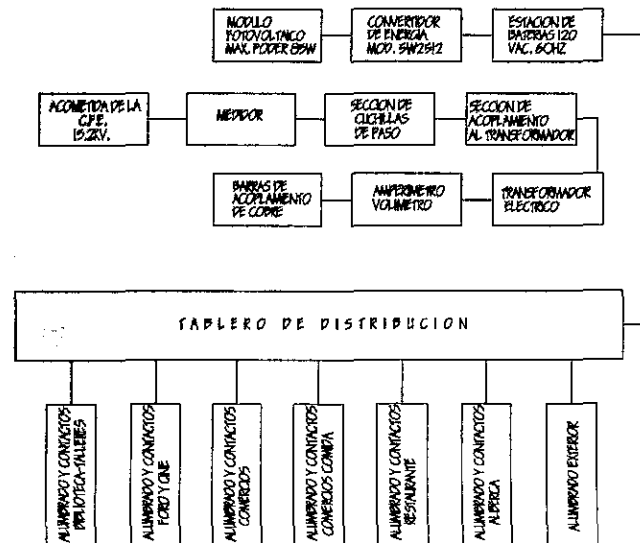 MODULO
FOTOVOLTAICO
MAX. PODER 85W
CONVERTIDOR
DE ENERGIA
MOD. SW2512
ESTACION DE
BATERIAS 120
VAC. 60HZ
ACOMETIDA DE LA
C.F.E.
13.2KV.
MEDIDOR
SECCION DE
CUCHILLAS
DE PASO
SECCION DE
ACOPLAMIENTO
AL TRANSFORMADOR
BARRAS DE
ACOPLAMIENTO
DE COBRE
AMPERIMETRO
VOLIMETRO
TRANSFORMADOR
ELECTRICO
TABLERO DE DISTRIBUCION
ALUMBRADO Y CONTACTOS
BIBLIOTECA-TALLERES
ALUMBRADO Y CONTACTOS
FORO Y CINE
ALUMBRADO Y CONTACTOS
COMERCIOS
ALUMBRADO Y CONTACTOS
COMERCIOS COMIDA
ALUMBRADO Y CONTACTOS
RESTAURANTE
ALUMBRADO Y CONTACTOS
ALBERCA
ALUMBRADO EXTERIOR